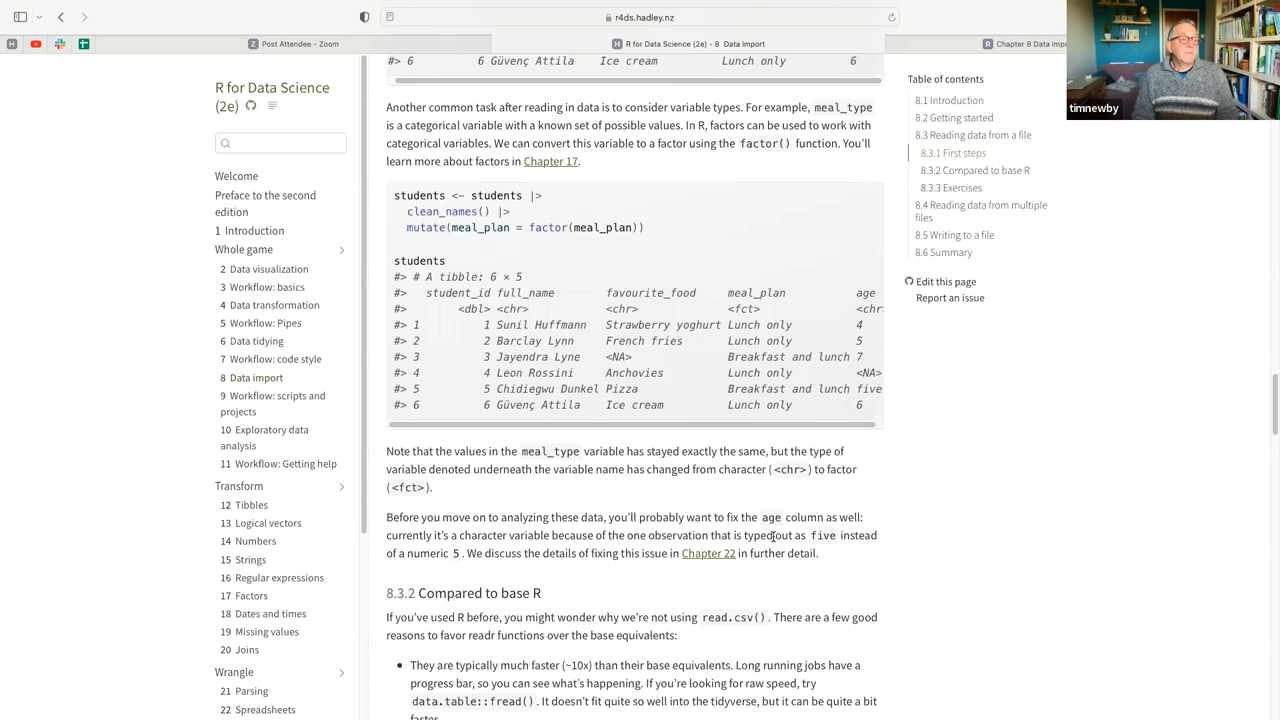 r4ds.hadley.nz
Post Attendee - Zoom
R for Data Science (2e) - 8 Data import
Chapter 8 Data impo
timnewby
R for Data Science
(2e)
Welcome
Preface to the second
edition
1 Introduction
Whole game
2 Data visualization
3 Workflow: basics
4 Data transformation
5 Workflow: Pipes
6 Data tidying
7 Workflow: code style
8 Data import
9 Workflow: scripts and
projects
10 Exploratory data
analysis
11 Workflow: Getting help
Transform
12 Tibbles
13 Logical vectors
14 Numbers
15 Strings
16 Regular expressions
17 Factors
18 Dates and times
19 Missing values
20 Joins
Wrangle
21 Parsing
22 Spreadsheets
#> 6 6 Güvenç Attila Ice cream Lunch only 6
Another common task after reading in data is to consider variable types. For example, meal_type
is a categorical variable with a known set of possible values. In R, factors can be used to work with
categorical variables. We can convert this variable to a factor using the factor() function. You'll
learn more about factors in Chapter 17.
students <- students |>
clean_names() |>
mutate(meal_plan = factor(meal_plan))
students
#> # A tibble: 6 × 5
#> student_id full_name favourite_food meal_plan age
#> <dbl> <chr> <chr> <fct> <chr
#> 1 1 Sunil Huffmann Strawberry yoghurt Lunch only 4
#> 2 2 Barclay Lynn French fries Lunch only 5
#> 3 3 Jayendra Lyne <NA> Breakfast and lunch 7
#> 4 4 Leon Rossini Anchovies Lunch only <NA>
#> 5 5 Chidiegwu Dunkel Pizza Breakfast and lunch five
#> 6 6 Güvenç Attila Ice cream Lunch only 6
Note that the values in the meal_type variable has stayed exactly the same, but the type of
variable denoted underneath the variable name has changed from character (<chr>) to factor
(<fct>).
Before you move on to analyzing these data, you'll probably want to fix the age column as well:
currently it's a character variable because of the one observation that is typed out as five instead
of a numeric 5. We discuss the details of fixing this issue in Chapter 22 in further detail.
8.3.2 Compared to base R
If you've used R before, you might wonder why we're not using read.csv(). There are a few good
reasons to favor readr functions over the base equivalents:
They are typically much faster (~10x) than their base equivalents. Long running jobs have a
progress bar, so you can see what's happening. If you're looking for raw speed, try
data.table::fread(). It doesn't fit quite so well into the tidyverse, but it can be quite a bit
faster.
Table of contents
8.1 Introduction
8.2 Getting started
8.3 Reading data from a file
8.3.1 First steps
8.3.2 Compared to base R
8.3.3 Exercises
8.4 Reading data from multiple
files
8.5 Writing to a file
8.6 Summary
Edit this page
Report an issue